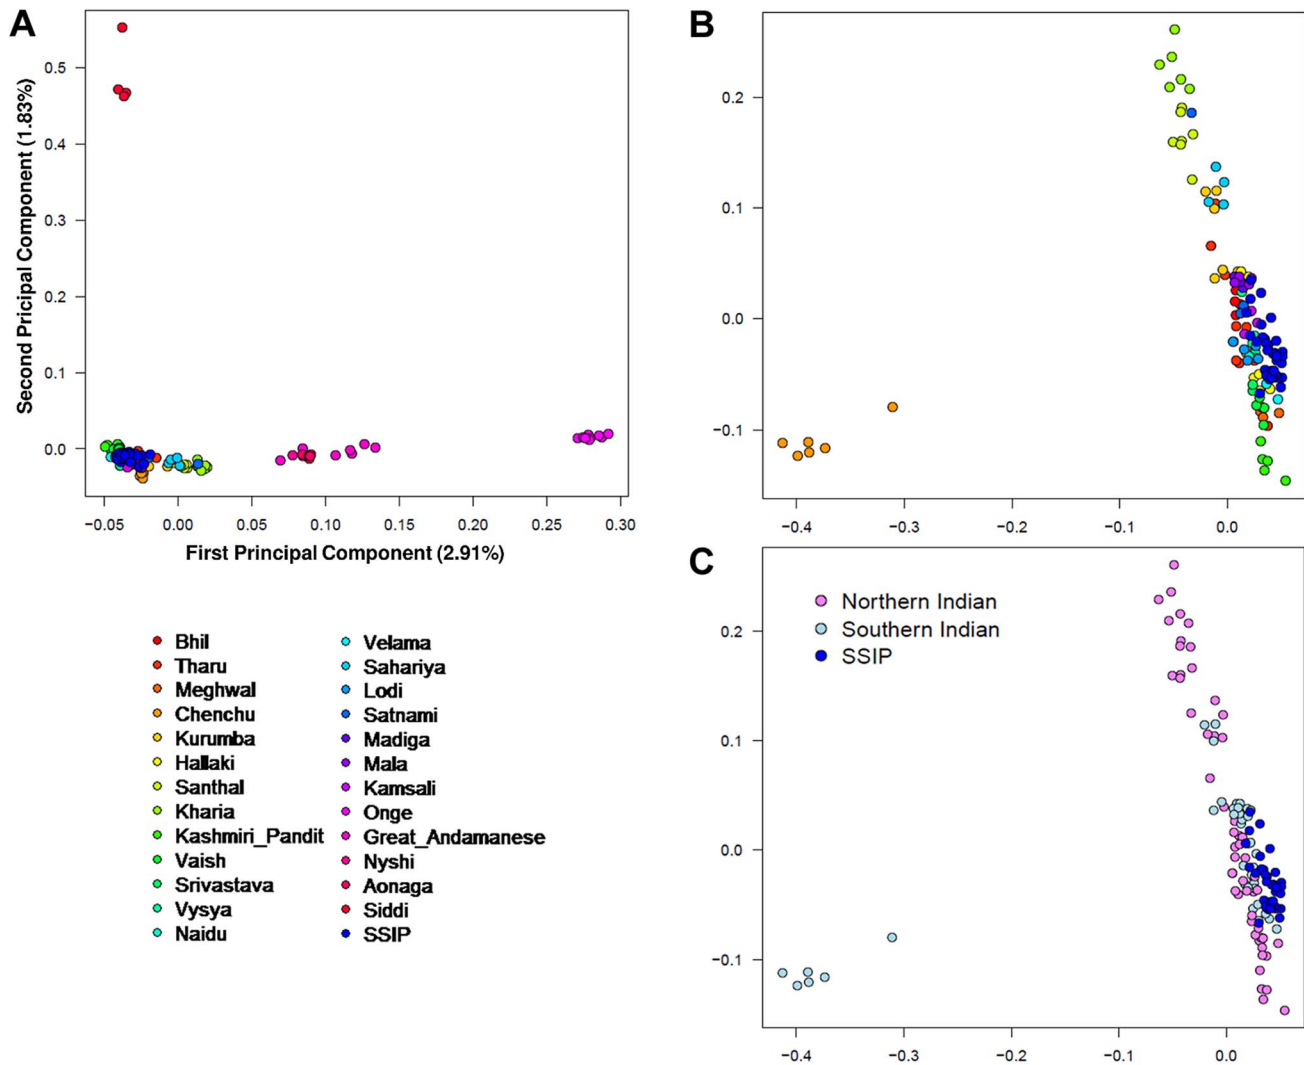 A
Second Pricipal Component (1.83%)
0.5
0.4
0.3
0.2
0.1
0.0
−0.05 0.00 0.05 0.10 0.15 0.20 0.25 0.30
First Principal Component (2.91%)
B
0.2
0.1
0.0
−0.1
−0.4 −0.3 −0.2 −0.1 0.0
C
Northern Indian
Southern Indian
SSIP
0.2
0.1
0.0
−0.1
−0.4 −0.3 −0.2 −0.1 0.0
Bhil
Tharu
Meghwal
Chenchu
Kurumba
Hallaki
Santhal
Kharia
Kashmiri_Pandit
Vaish
Srivastava
Vysya
Naidu
Velama
Sahariya
Lodi
Satnami
Madiga
Mala
Kamsali
Onge
Great_Andamanese
Nyshi
Aonaga
Siddi
SSIP